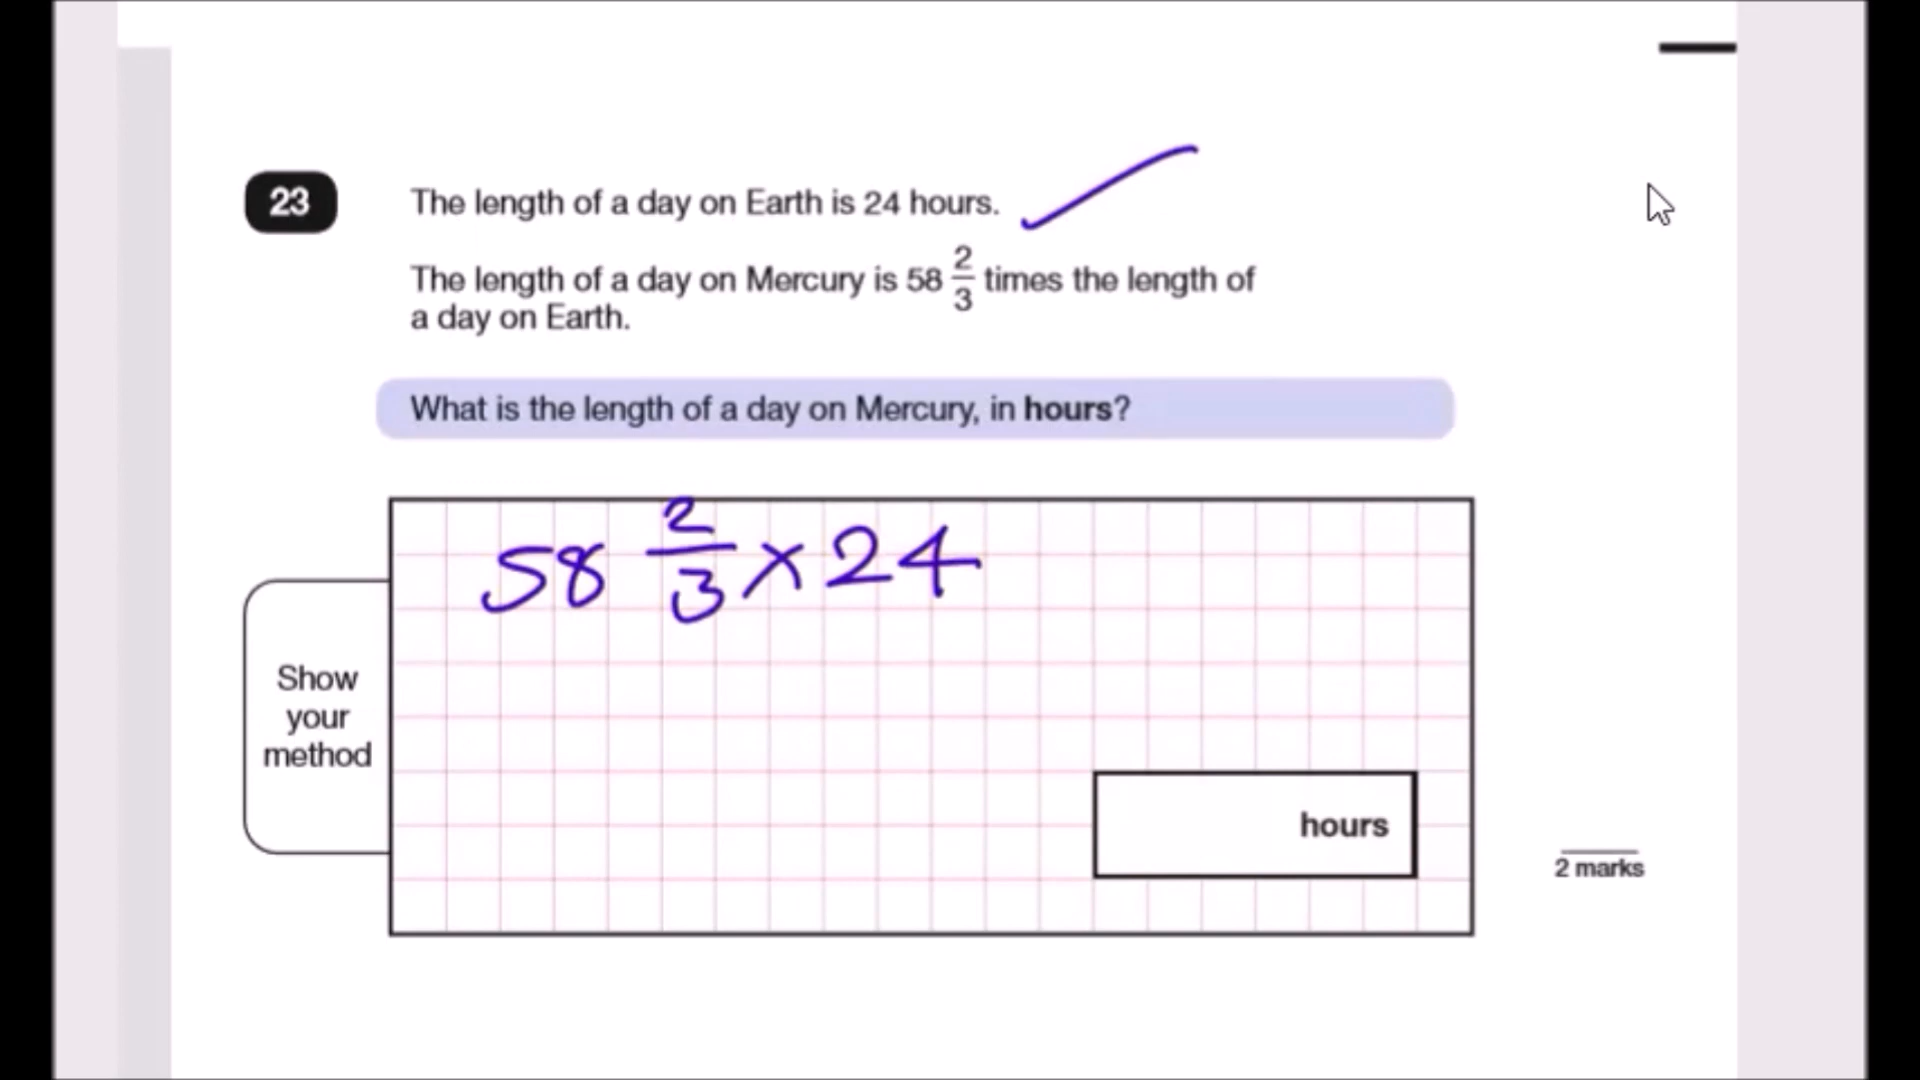 23
The length of a day on Earth is 24 hours.
The length of a day on Mercury is 58 2/3 times the length of
a day on Earth.
What is the length of a day on Mercury, in hours?
58 2/3 × 24
Show
your
method
hours
2 marks